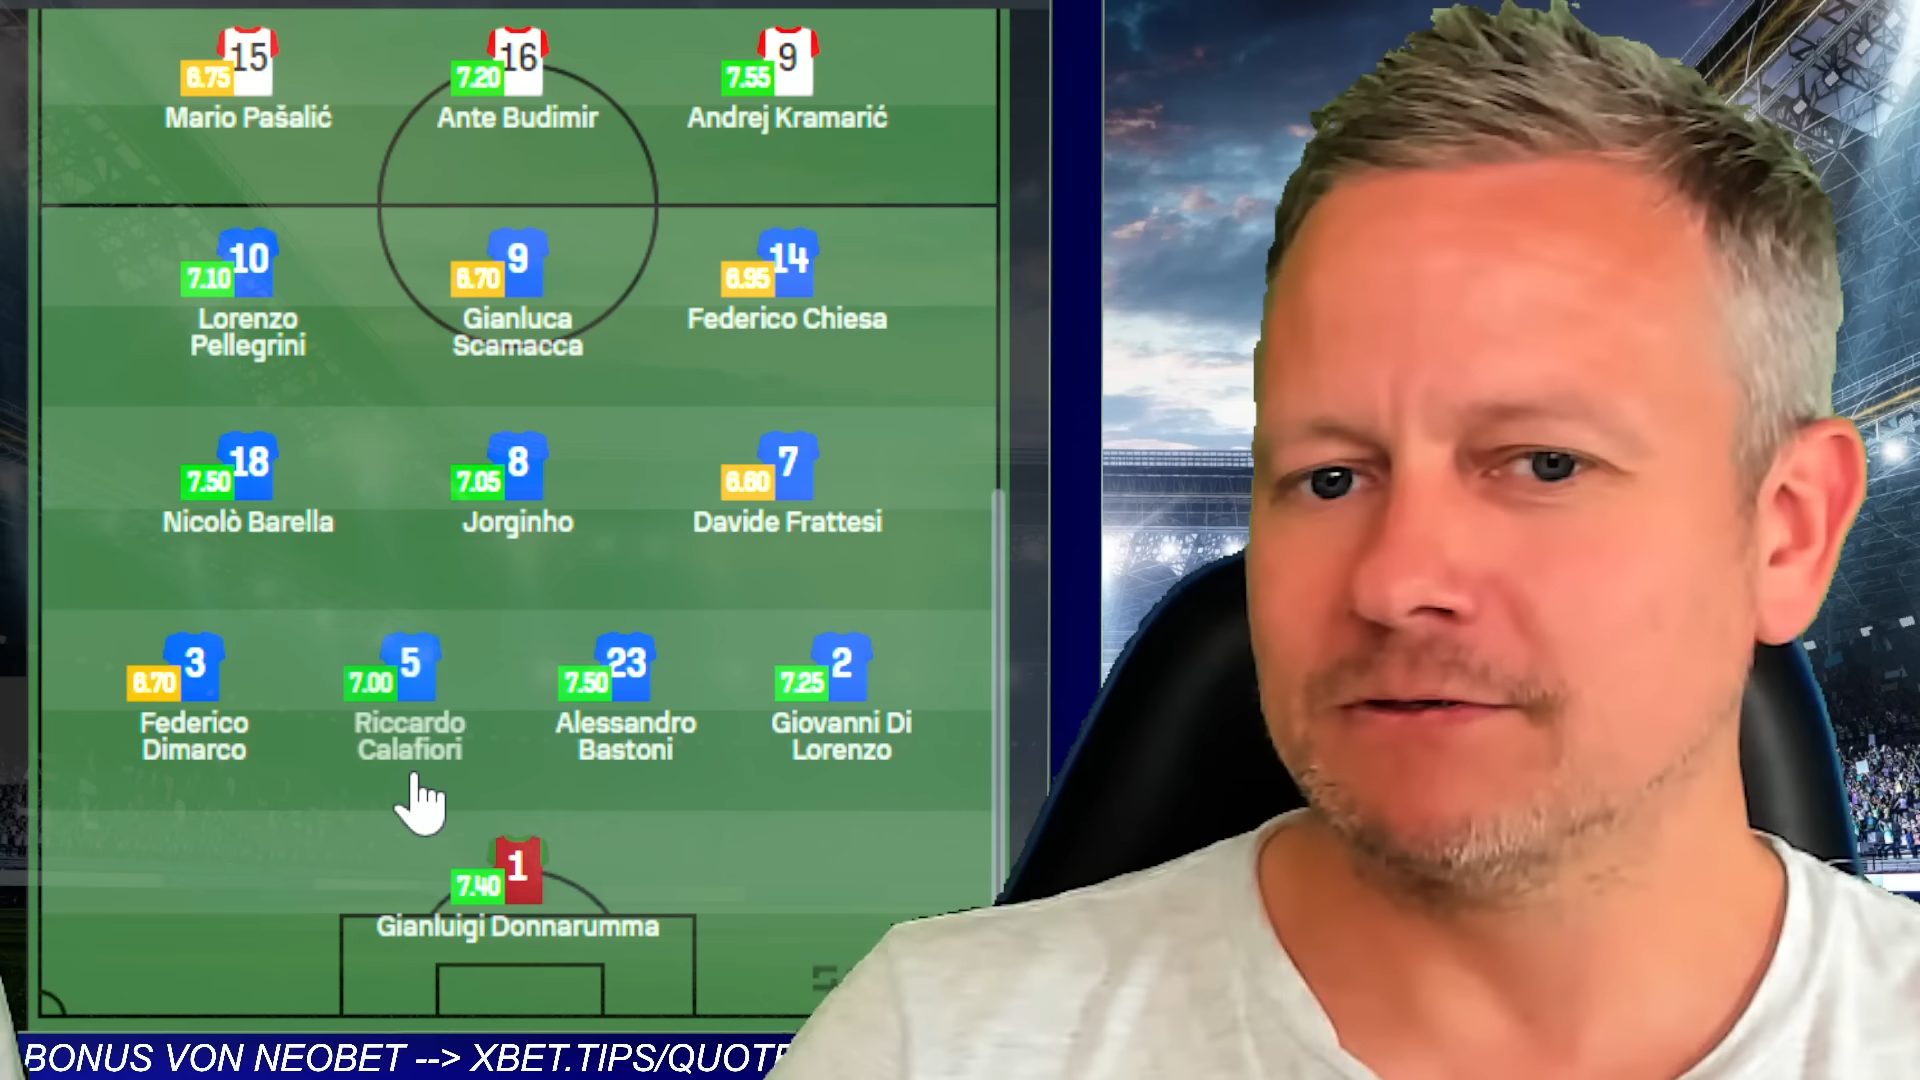 15
6.75
Mario Pašalić
16
7.20
Ante Budimir
9
7.55
Andrej Kramarić
10
7.10
Lorenzo
Pellegrini
9
6.70
Gianluca
Scamacca
14
6.95
Federico Chiesa
18
7.50
Nicolò Barella
8
7.05
Jorginho
7
6.80
Davide Frattesi
3
6.70
Federico
Dimarco
5
7.00
Riccardo
Calafiori
23
7.50
Alessandro
Bastoni
2
7.25
Giovanni Di
Lorenzo
1
7.40
Gianluigi Donnarumma
BONUS VON NEOBET --> XBET.TIPS/QUOTE